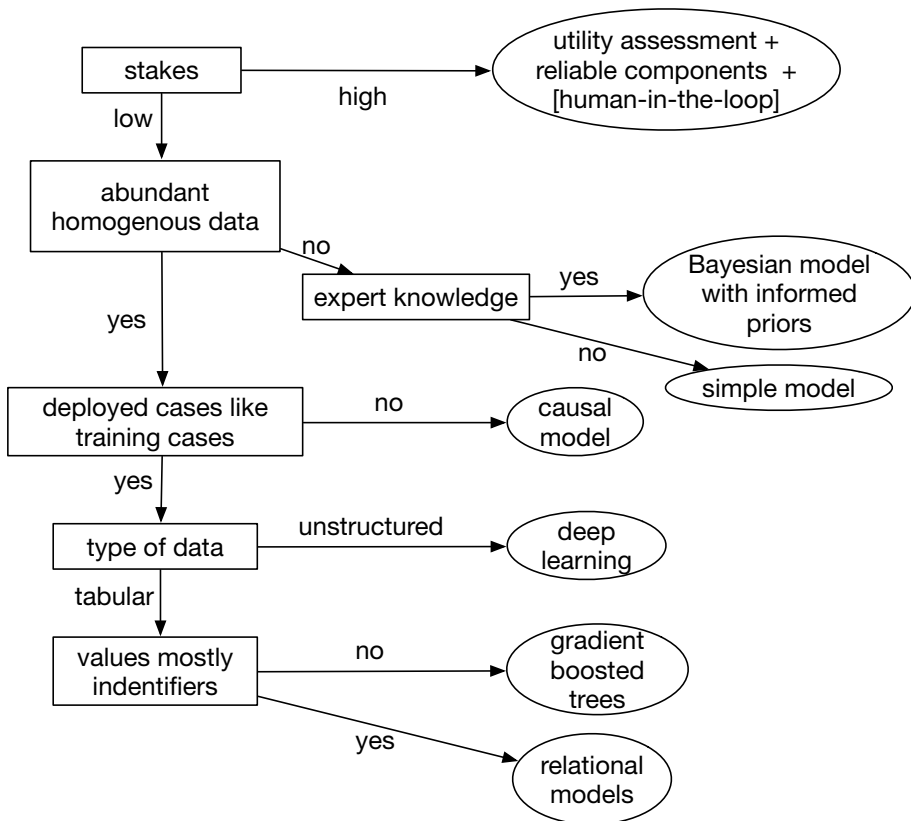 stakes
high
utility assessment +
reliable components +
[human-in-the-loop]
low
abundant
homogenous data
no
expert knowledge
yes
Bayesian model
with informed
priors
no
simple model
yes
deployed cases like
training cases
no
causal
model
yes
type of data
unstructured
deep
learning
tabular
values mostly
indentifiers
no
gradient
boosted
trees
yes
relational
models